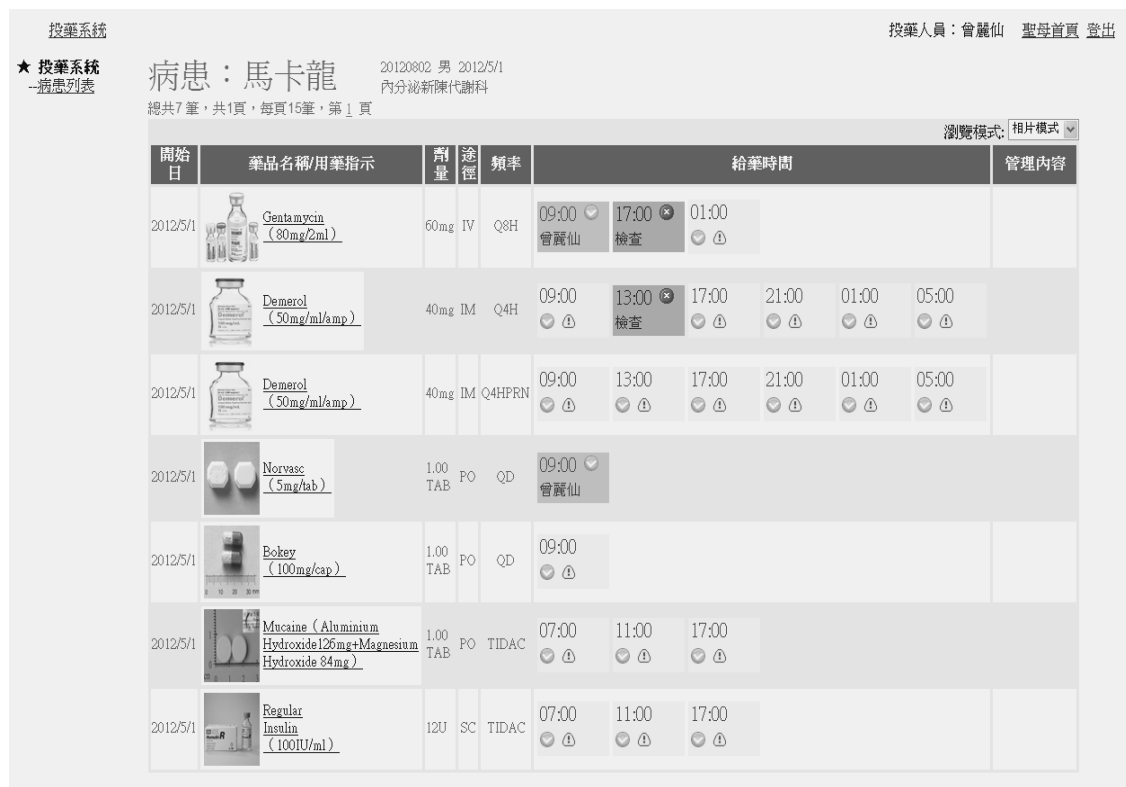 投藥系統
投藥人員：曾麗仙 聖母首頁 登出
★ 投藥系統
--病患列表
病患：馬卡龍
20120802 男 2012/5/1
內分泌新陳代謝科
總共7筆，共1頁，每頁15筆，第 1 頁
瀏覽模式: 相片模式
開始日 藥品名稱/用藥指示 劑量 途徑 頻率 給藥時間 管理內容
2012/5/1 Gentamycin
（80mg/2ml） 60mg IV Q8H
09:00 17:00 01:00
曾麗仙 檢查
2012/5/1 Demerol
（50mg/ml/amp） 40mg IM Q4H
09:00 13:00 17:00 21:00 01:00 05:00
檢查
2012/5/1 Demerol
（50mg/ml/amp） 40mg IM Q4HPRN
09:00 13:00 17:00 21:00 01:00 05:00
2012/5/1 Norvasc
（5mg/tab） 1.00 TAB PO QD
09:00
曾麗仙
2012/5/1 Bokey
（100mg/cap） 1.00 TAB PO QD
09:00
2012/5/1 Mucaine（Aluminium
Hydroxide126mg+Magnesium
Hydroxide 84mg） 1.00 TAB PO TIDAC
07:00 11:00 17:00
2012/5/1 Regular
Insulin
（100IU/ml） 12U SC TIDAC
07:00 11:00 17:00